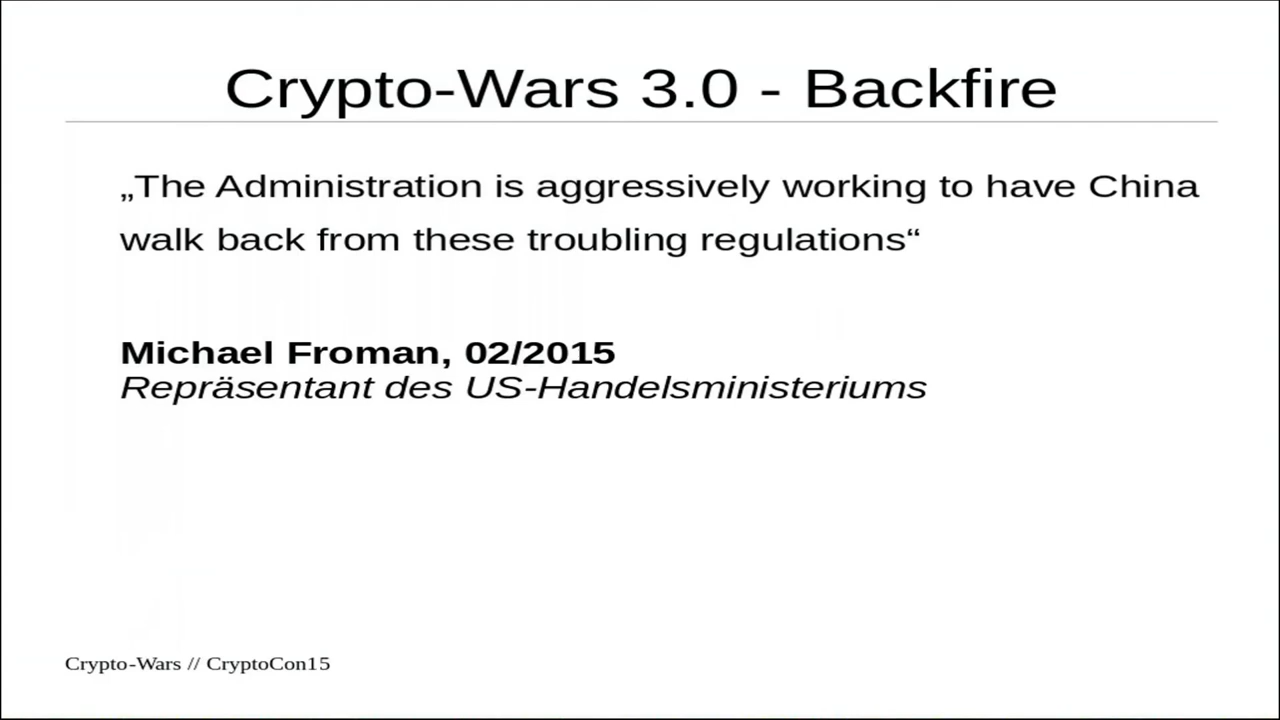 Crypto-Wars 3.0 - Backfire
„The Administration is aggressively working to have China
walk back from these troubling regulations“
Michael Froman, 02/2015
Repräsentant des US-Handelsministeriums
Crypto-Wars // CryptoCon15